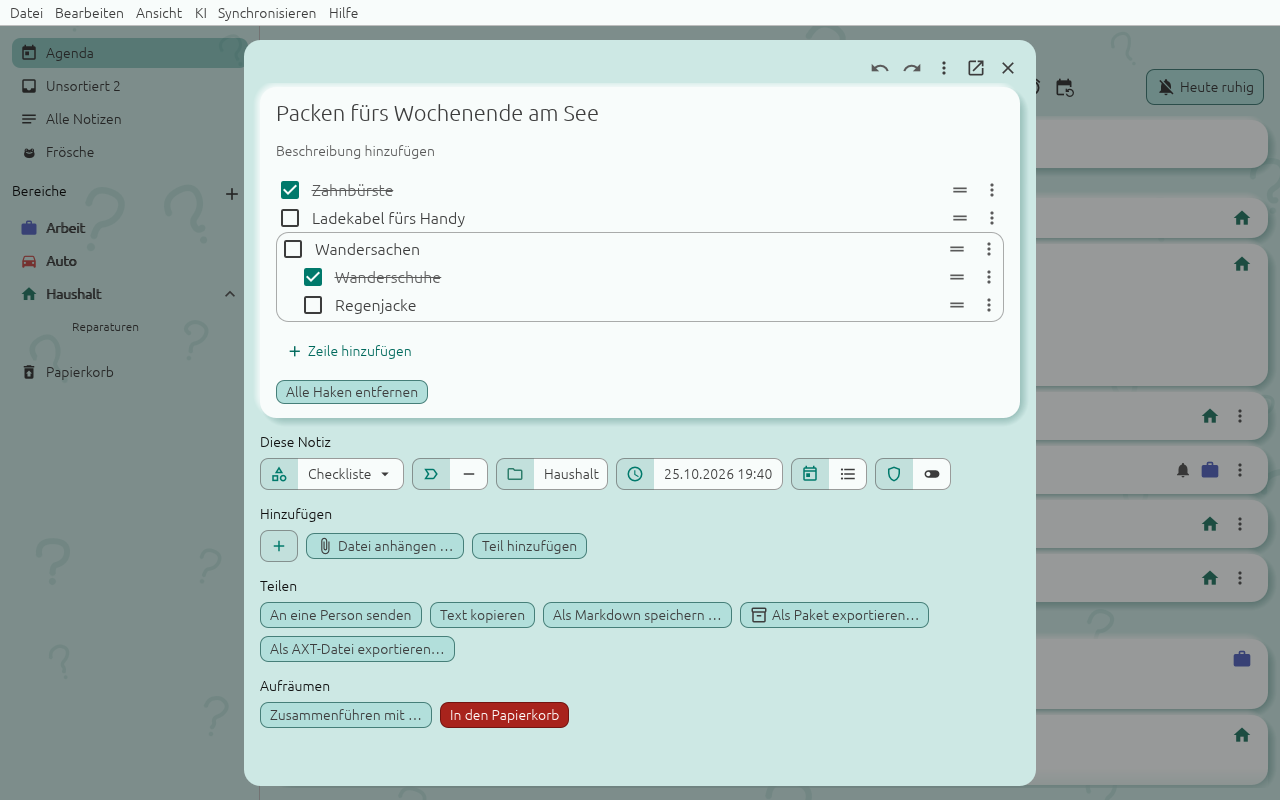 Datei Bearbeiten Ansicht KI Synchronisieren Hilfe
Agenda
Unsortiert 2
Alle Notizen
Frösche
Bereiche
Arbeit
Auto
Haushalt
Reparaturen
Papierkorb
Heute ruhig
Packen fürs Wochenende am See
Beschreibung hinzufügen
Zahnbürste
Ladekabel fürs Handy
Wandersachen
Wanderschuhe
Regenjacke
Zeile hinzufügen
Alle Haken entfernen
Diese Notiz
Checkliste Haushalt 25.10.2026 19:40
Hinzufügen
Datei anhängen … Teil hinzufügen
Teilen
An eine Person senden Text kopieren Als Markdown speichern … Als Paket exportieren…
Als AXT-Datei exportieren…
Aufräumen
Zusammenführen mit … In den Papierkorb